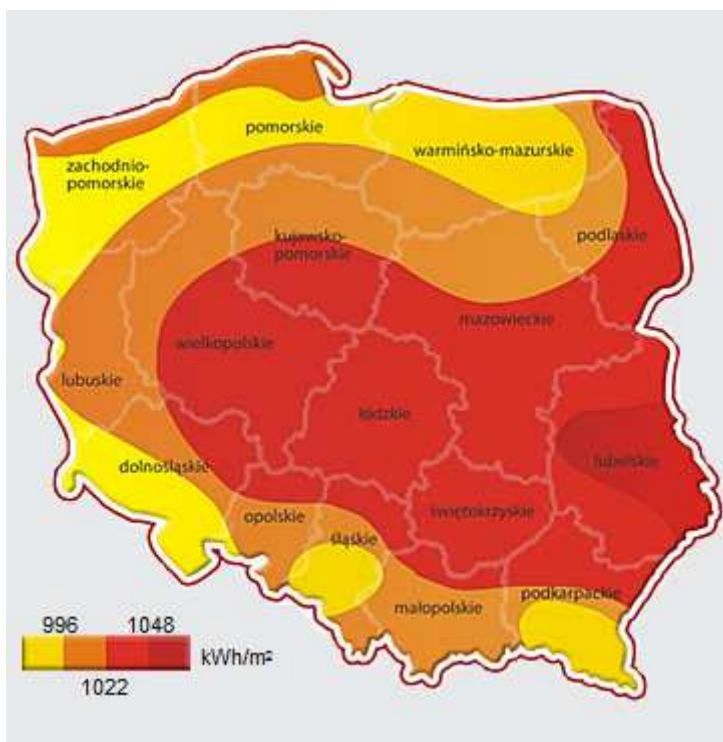 pomorskie
warmińsko-mazurskie
zachodnio-
pomorskie
kujawsko-
pomorskie
podląskie
mazowieckie
wielkopolskie
lubuskie
łódzkie
dolnośląskie
lubelskie
opolskie
świętokrzyskie
śląskie
podkarpackie
małopolskie
996 1048
kWh/m²
1022